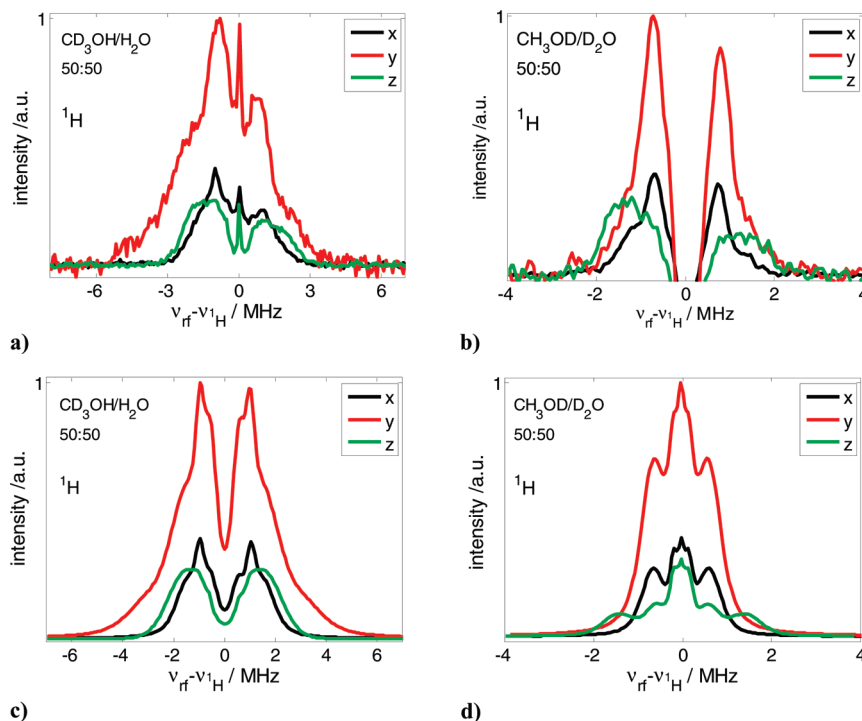 1
CD3OH/H2O
50:50
1H
x
y
z
intensity /a.u.
-6 -3 0 3 6
νrf-ν1H / MHz
a)
1
CH3OD/D2O
50:50
1H
x
y
z
intensity /a.u.
-4 -2 0 2 4
νrf-ν1H / MHz
b)
1
CD3OH/H2O
50:50
1H
x
y
z
intensity /a.u.
-6 -4 -2 0 2 4 6
νrf-ν1H / MHz
c)
1
CH3OD/D2O
50:50
1H
x
y
z
intensity /a.u.
-4 -2 0 2 4
νrf-ν1H / MHz
d)